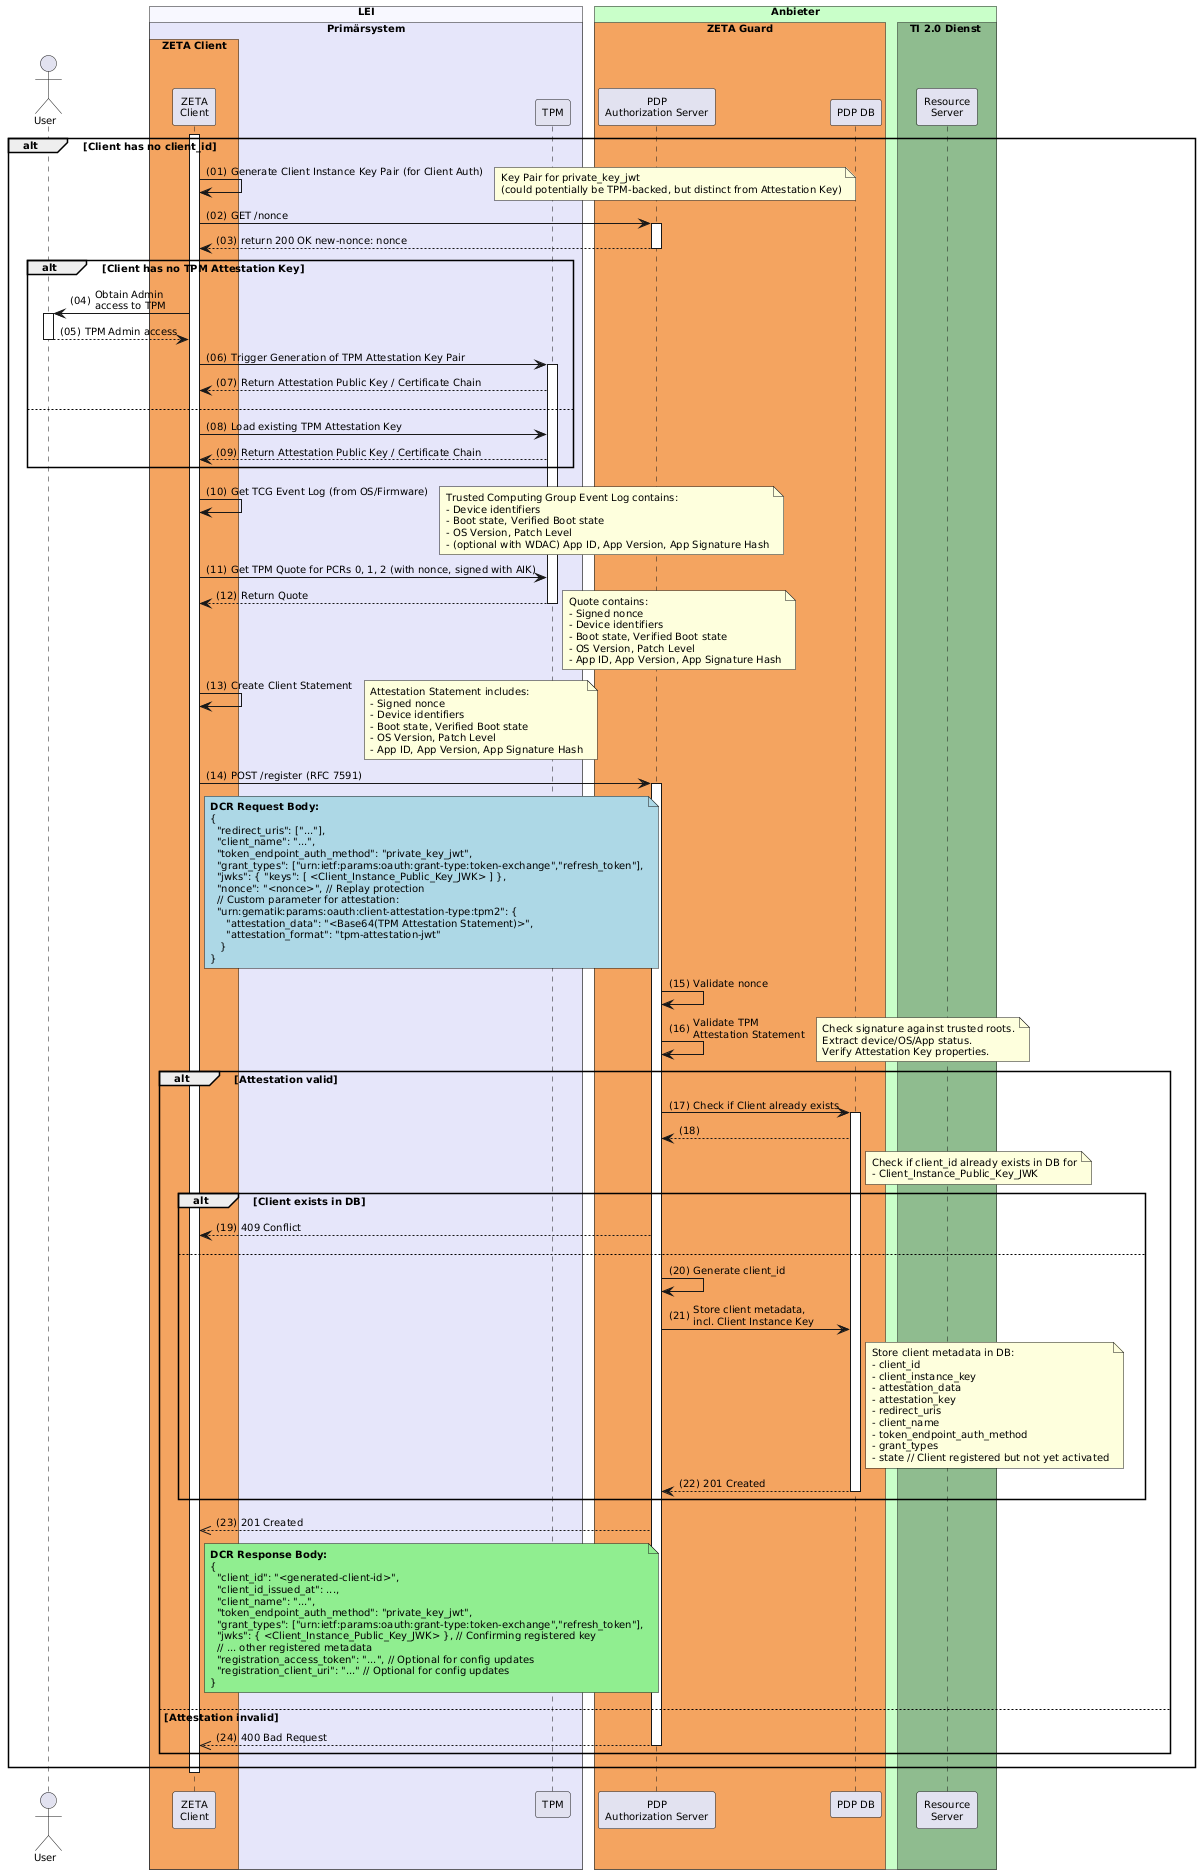 LEI
Anbieter
Primärsystem
ZETA Guard
TI 2.0 Dienst
ZETA Client
User
ZETA
Client
TPM
PDP
Authorization Server
PDP DB
Resource
Server
alt [Client has no client_id]
(01) Generate Client Instance Key Pair (for Client Auth)
Key Pair for private_key_jwt
(could potentially be TPM-backed, but distinct from Attestation Key)
(02) GET /nonce
(03) return 200 OK new-nonce: nonce
alt [Client has no TPM Attestation Key]
(04) Obtain Admin
access to TPM
(05) TPM Admin access
(06) Trigger Generation of TPM Attestation Key Pair
(07) Return Attestation Public Key / Certificate Chain
(08) Load existing TPM Attestation Key
(09) Return Attestation Public Key / Certificate Chain
(10) Get TCG Event Log (from OS/Firmware)
Trusted Computing Group Event Log contains:
- Device identifiers
- Boot state, Verified Boot state
- OS Version, Patch Level
- (optional with WDAC) App ID, App Version, App Signature Hash
(11) Get TPM Quote for PCRs 0, 1, 2 (with nonce, signed with AIK)
(12) Return Quote
Quote contains:
- Signed nonce
- Device identifiers
- Boot state, Verified Boot state
- OS Version, Patch Level
- App ID, App Version, App Signature Hash
(13) Create Client Statement
Attestation Statement includes:
- Signed nonce
- Device identifiers
- Boot state, Verified Boot state
- OS Version, Patch Level
- App ID, App Version, App Signature Hash
(14) POST /register (RFC 7591)
DCR Request Body:
{
"redirect_uris": ["..."],
"client_name": "...",
"token_endpoint_auth_method": "private_key_jwt",
"grant_types": ["urn:ietf:params:oauth:grant-type:token-exchange","refresh_token"],
"jwks": { "keys": [ <Client_Instance_Public_Key_JWK> ] },
"nonce": "<nonce>", // Replay protection
// Custom parameter for attestation:
"urn:gematik:params:oauth:client-attestation-type:tpm2": {
"attestation_data": "<Base64(TPM Attestation Statement)>",
"attestation_format": "tpm-attestation-jwt"
}
}
(15) Validate nonce
(16) Validate TPM
Attestation Statement
Check signature against trusted roots.
Extract device/OS/App status.
Verify Attestation Key properties.
alt [Attestation valid]
(17) Check if Client already exists
(18)
Check if client_id already exists in DB for
- Client_Instance_Public_Key_JWK
alt [Client exists in DB]
(19) 409 Conflict
(20) Generate client_id
(21) Store client metadata,
incl. Client Instance Key
Store client metadata in DB:
- client_id
- client_instance_key
- attestation_data
- attestation_key
- redirect_uris
- client_name
- token_endpoint_auth_method
- grant_types
- state // Client registered but not yet activated
(22) 201 Created
(23) 201 Created
DCR Response Body:
{
"client_id": "<generated-client-id>",
"client_id_issued_at": ...,
"client_name": "...",
"token_endpoint_auth_method": "private_key_jwt",
"grant_types": ["urn:ietf:params:oauth:grant-type:token-exchange","refresh_token"],
"jwks": { <Client_Instance_Public_Key_JWK> }, // Confirming registered key
// ... other registered metadata
"registration_access_token": "...", // Optional for config updates
"registration_client_uri": "..." // Optional for config updates
}
[Attestation invalid]
(24) 400 Bad Request
User
ZETA
Client
TPM
PDP
Authorization Server
PDP DB
Resource
Server